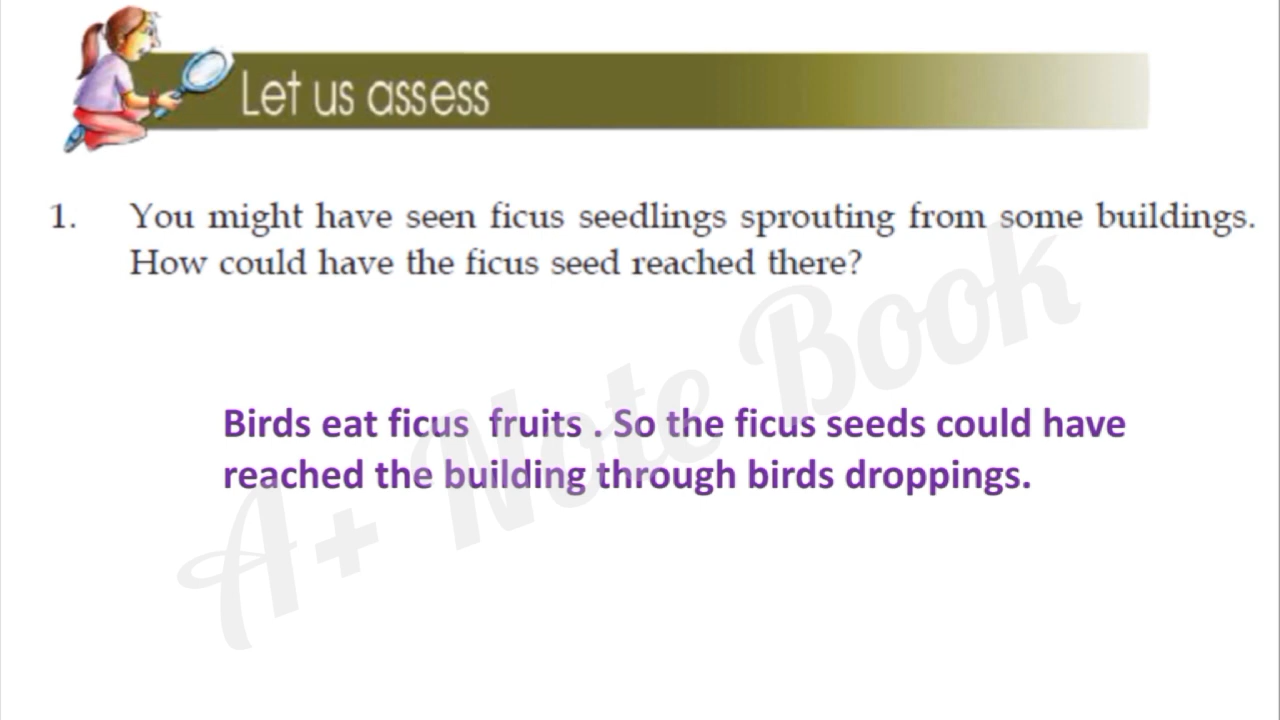 Let us assess
1. You might have seen ficus seedlings sprouting from some buildings.
How could have the ficus seed reached there?
Birds eat ficus fruits . So the ficus seeds could have
reached the building through birds droppings.
A+ Note Book